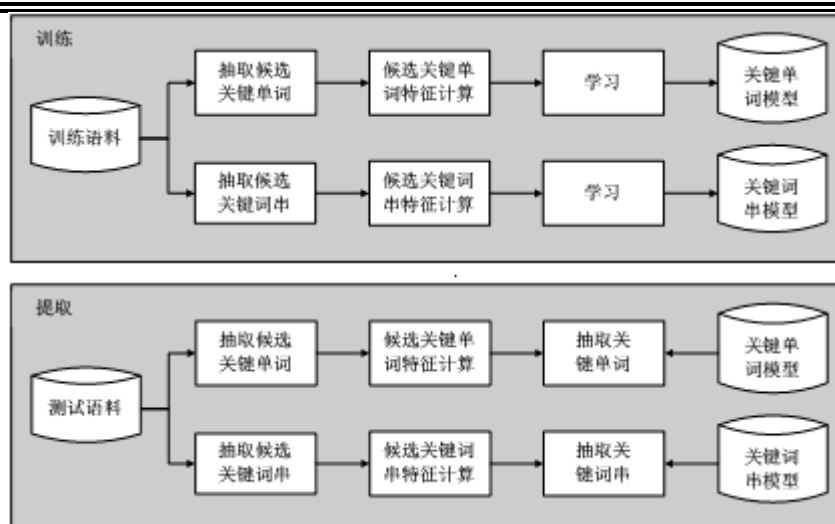 训练
训练语料
抽取候选
关键单词
候选关键单
词特征计算
学习
关键单
词模型
抽取候选
关键词串
候选关键词
串特征计算
学习
关键词
串模型
提取
测试语料
抽取候选
关键单词
候选关键单
词特征计算
抽取关
键单词
关键单
词模型
抽取候选
关键词串
候选关键词
串特征计算
抽取关
键词串
关键词
串模型